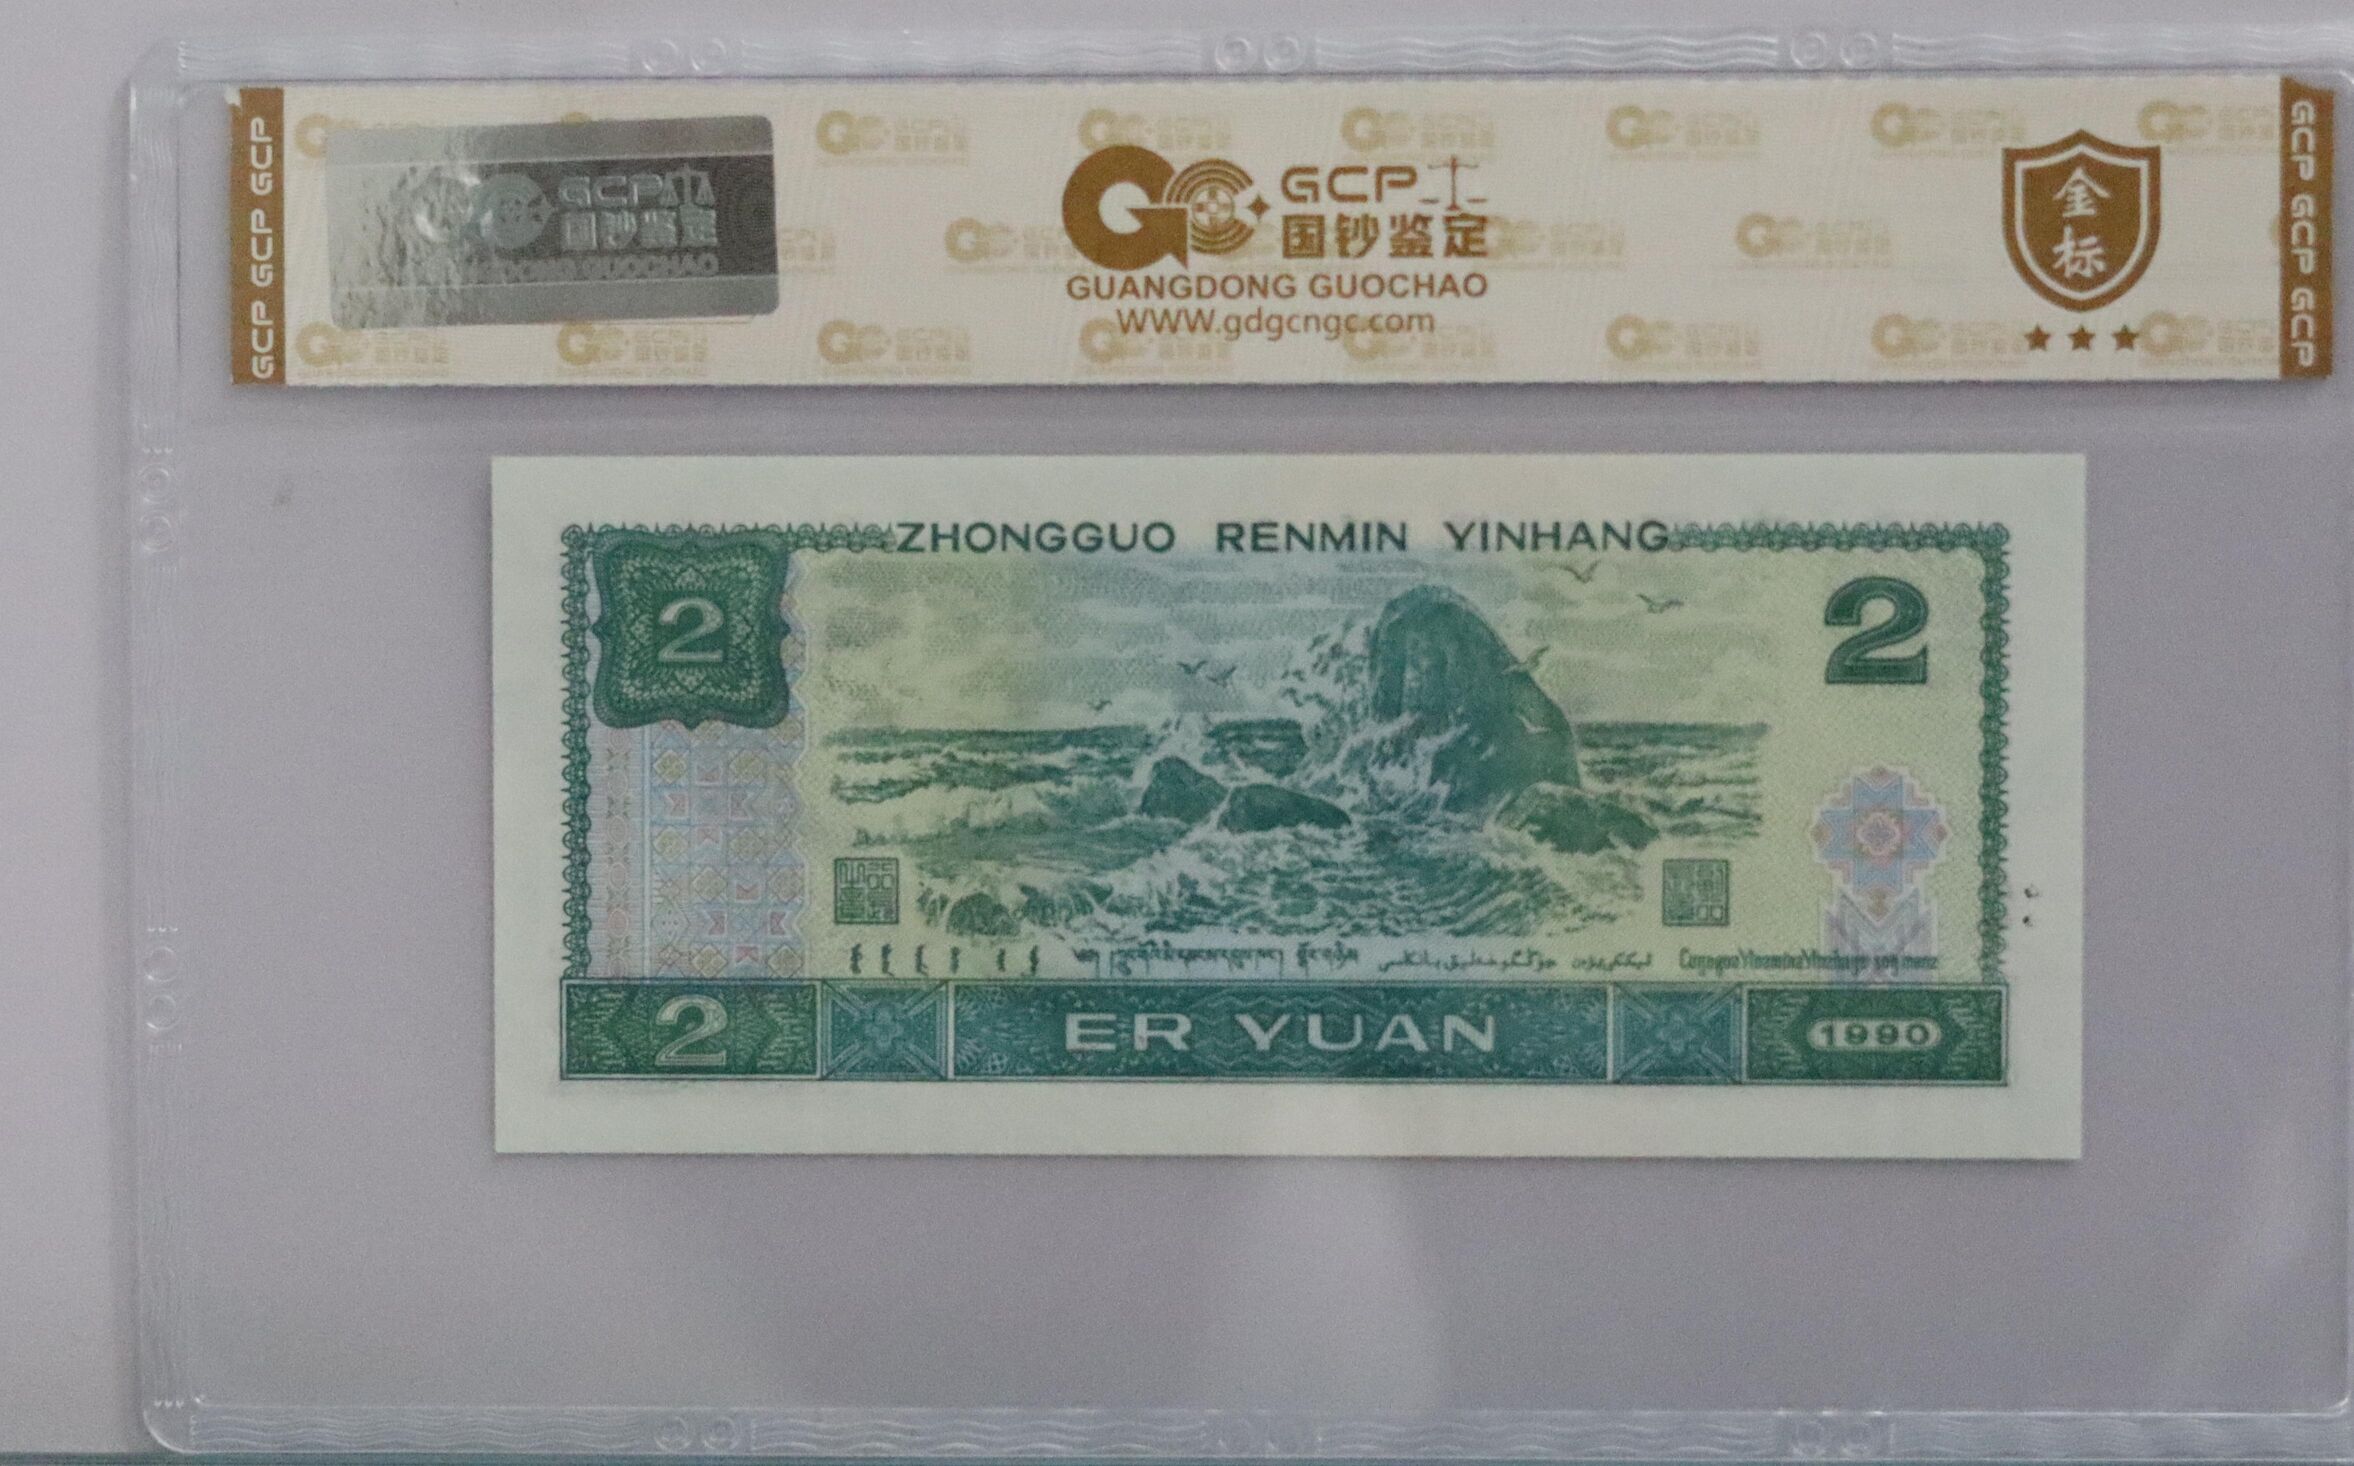 GCP GCP GCP
GCP
国钞鉴定
GUANGDONG GUOCHAO
GCP
国钞鉴定
GUANGDONG GUOCHAO
WWW.gdgcngc.com
金
标
GCP GCP GCP
ZHONGGUO RENMIN YINHANG
2
2
2
ER YUAN
1990